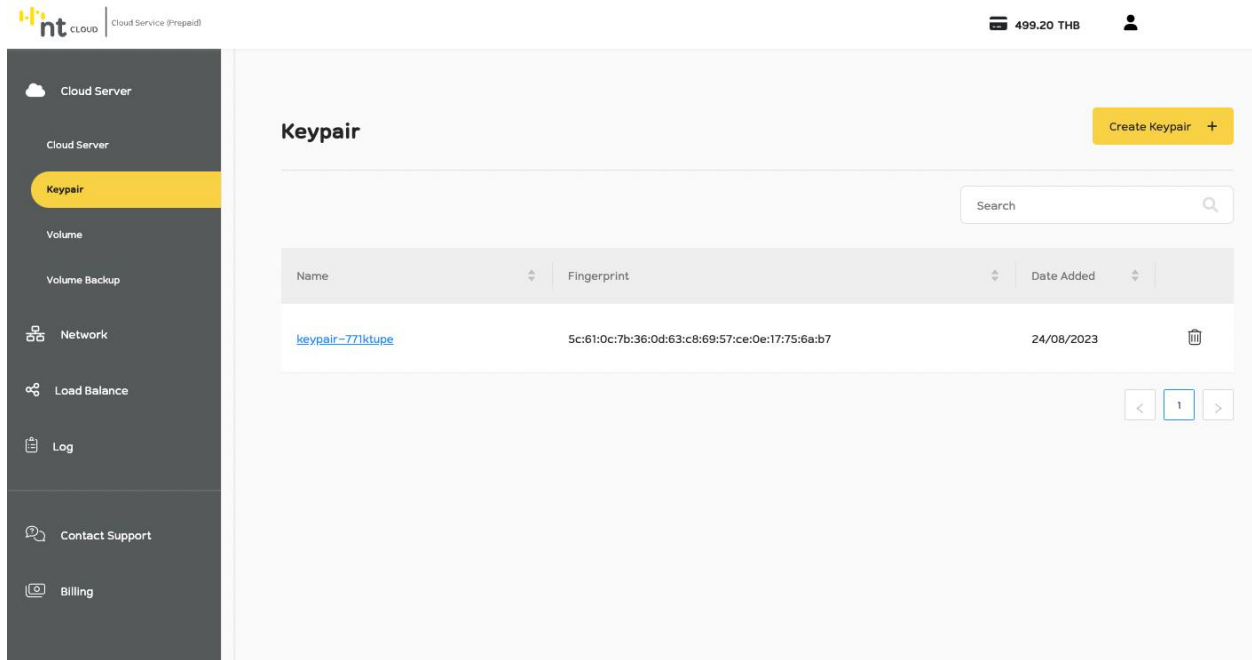 nt CLOUD Cloud Service (Prepaid)
499.20 THB
Cloud Server
Cloud Server
Keypair
Volume
Volume Backup
Network
Load Balance
Log
Contact Support
Billing
Keypair
Create Keypair +
Search
Name Fingerprint Date Added
keypair-771ktupe 5c:61:0c:7b:36:0d:63:c8:69:57:ce:0e:17:75:6a:b7 24/08/2023
< 1 >